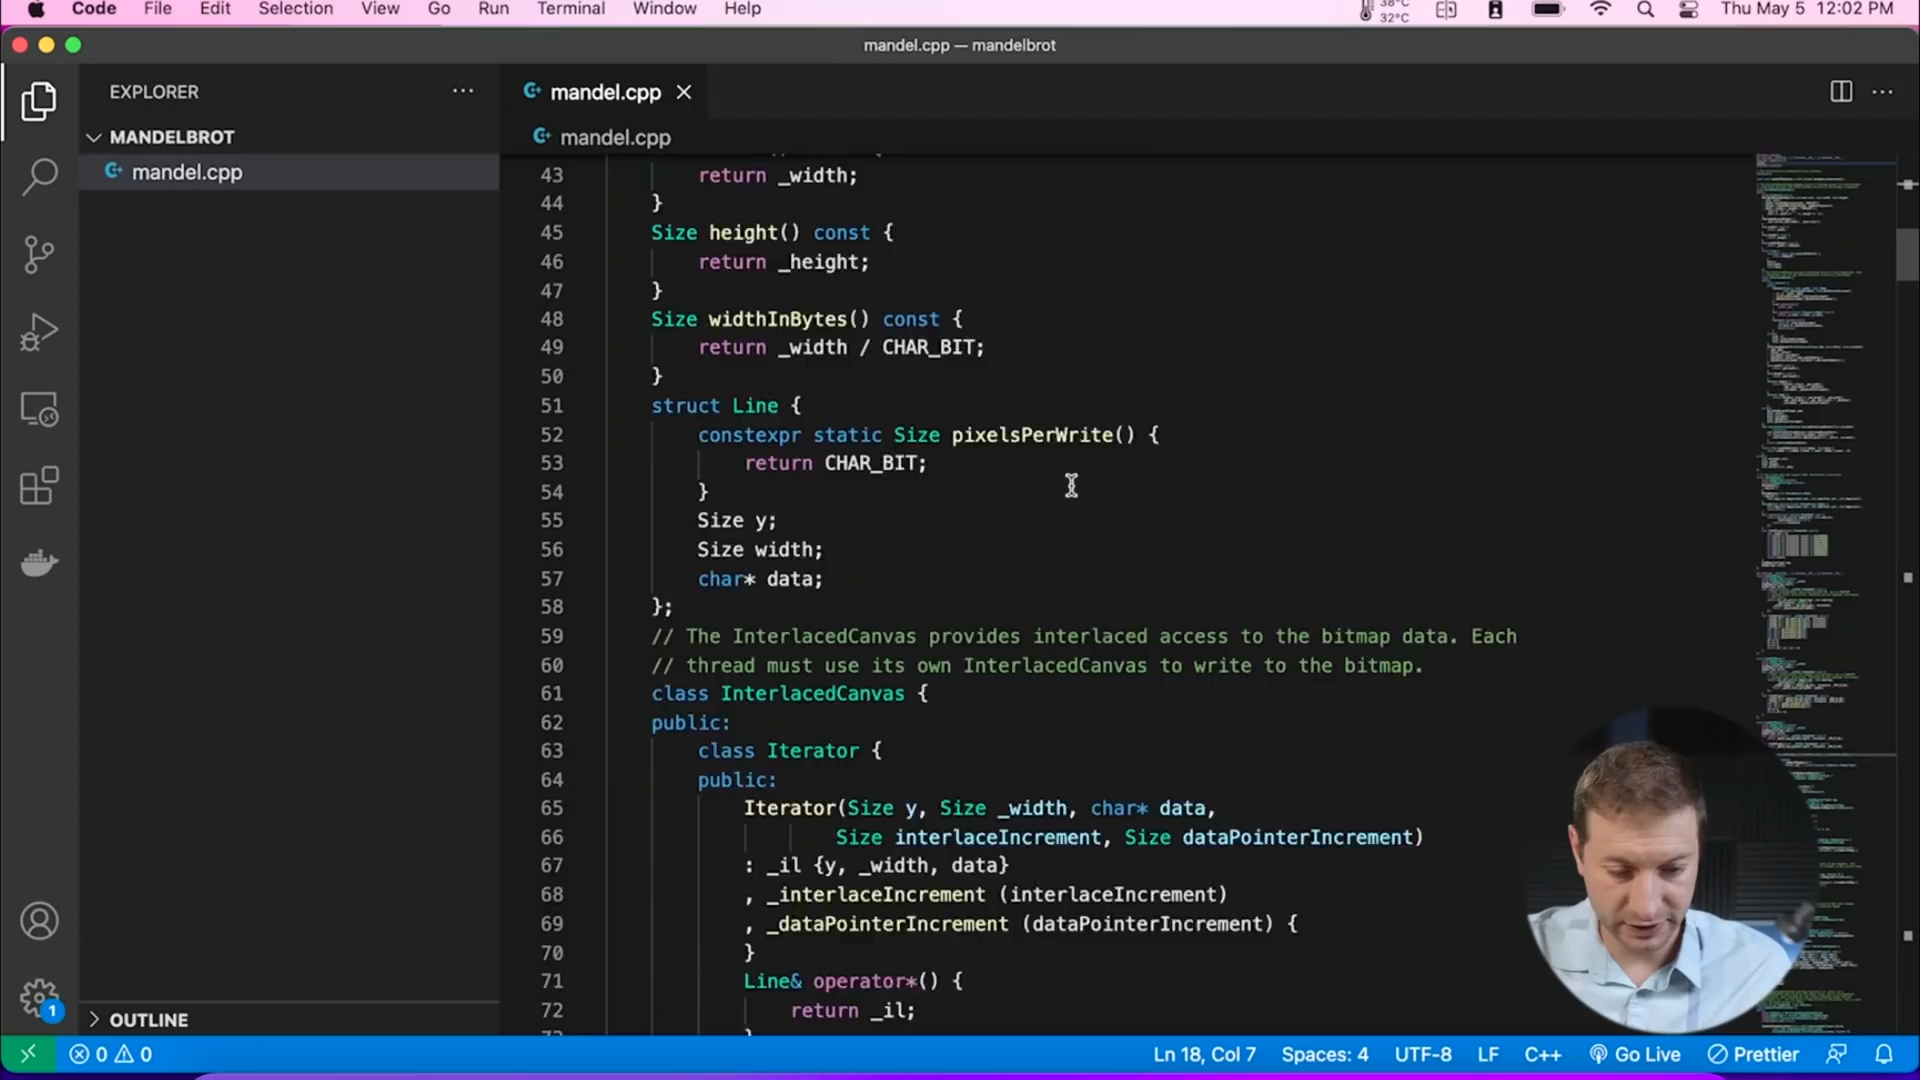 Code File Edit Selection View Go Run Terminal Window Help
38°C
32°C
Thu May 5 12:02 PM
mandel.cpp — mandelbrot
EXPLORER
mandel.cpp
MANDELBROT
mandel.cpp
mandel.cpp
43 return _width;
44 }
45 Size height() const {
46 return _height;
47 }
48 Size widthInBytes() const {
49 return _width / CHAR_BIT;
50 }
51 struct Line {
52 constexpr static Size pixelsPerWrite() {
53 return CHAR_BIT;
54 }
55 Size y;
56 Size width;
57 char* data;
58 };
59 // The InterlacedCanvas provides interlaced access to the bitmap data. Each
60 // thread must use its own InterlacedCanvas to write to the bitmap.
61 class InterlacedCanvas {
62 public:
63 class Iterator {
64 public:
65 Iterator(Size y, Size _width, char* data,
66 Size interlaceIncrement, Size dataPointerIncrement)
67 : _il {y, _width, data}
68 , _interlaceIncrement (interlaceIncrement)
69 , _dataPointerIncrement (dataPointerIncrement) {
70 }
71 Line& operator*() {
72 return _il;
1
OUTLINE
0 0
Ln 18, Col 7 Spaces: 4 UTF-8 LF C++ Go Live Prettier